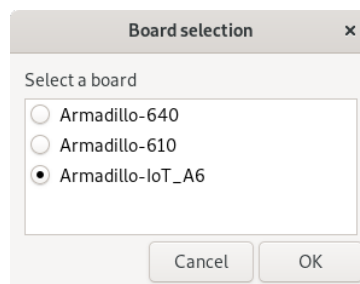 Board selection ×
Select a board
Armadillo-640
Armadillo-610
Armadillo-IoT_A6
Cancel OK